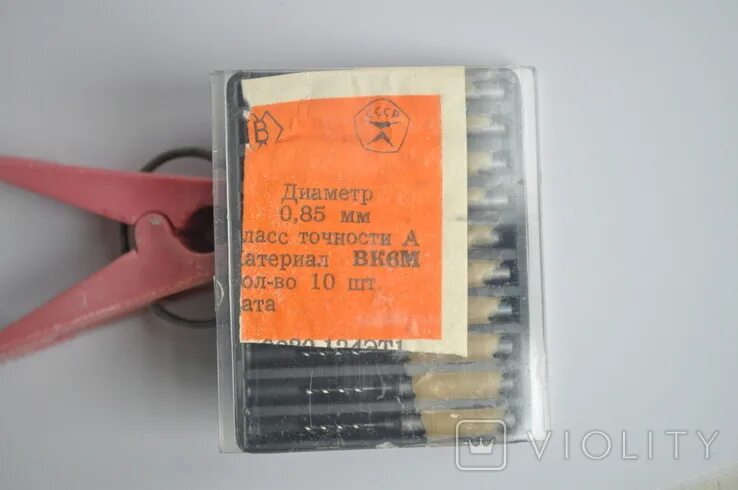 В
СССР
Диаметр
0,85 мм
ласс точности А
атериал ВК6М
ол-во 10 шт.
ата
VIOLITY